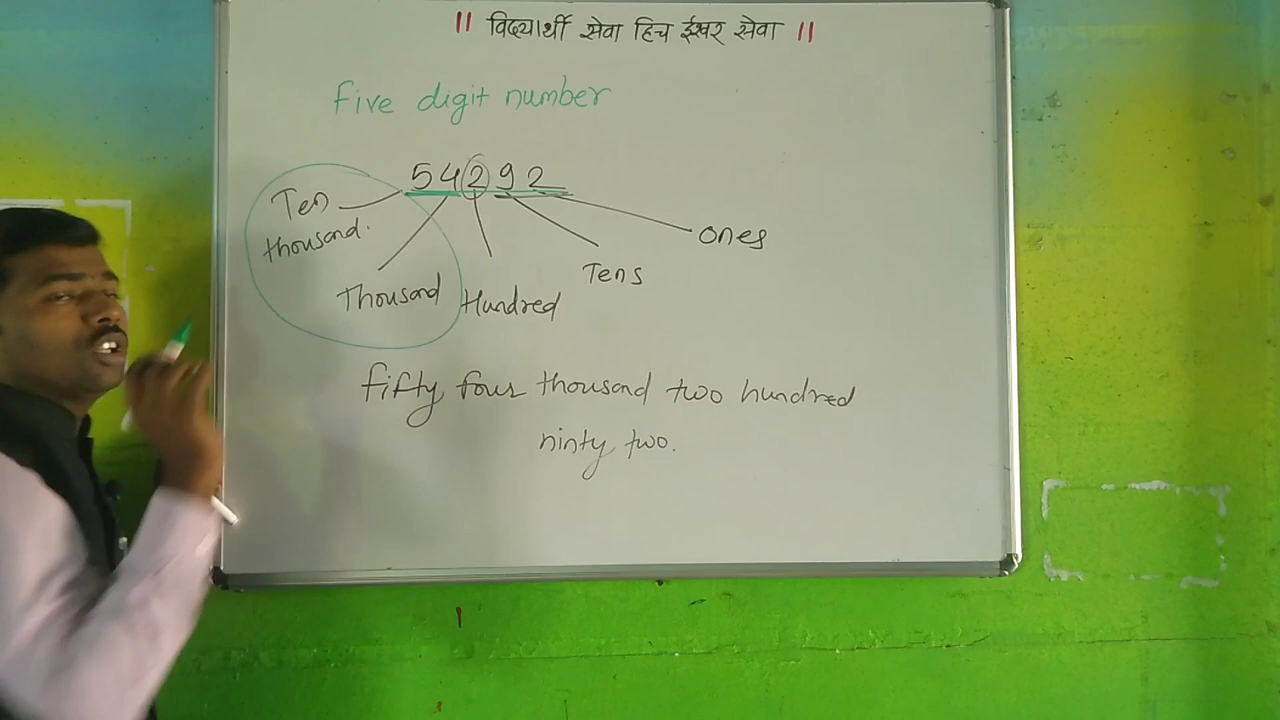 ॥ विद्यार्थी सेवा हिच ईश्वर सेवा ॥
five digit number
54292
Ten
thousand.
Thousand
Hundred
Tens
ones
fifty four thousand two hundred
ninty two.